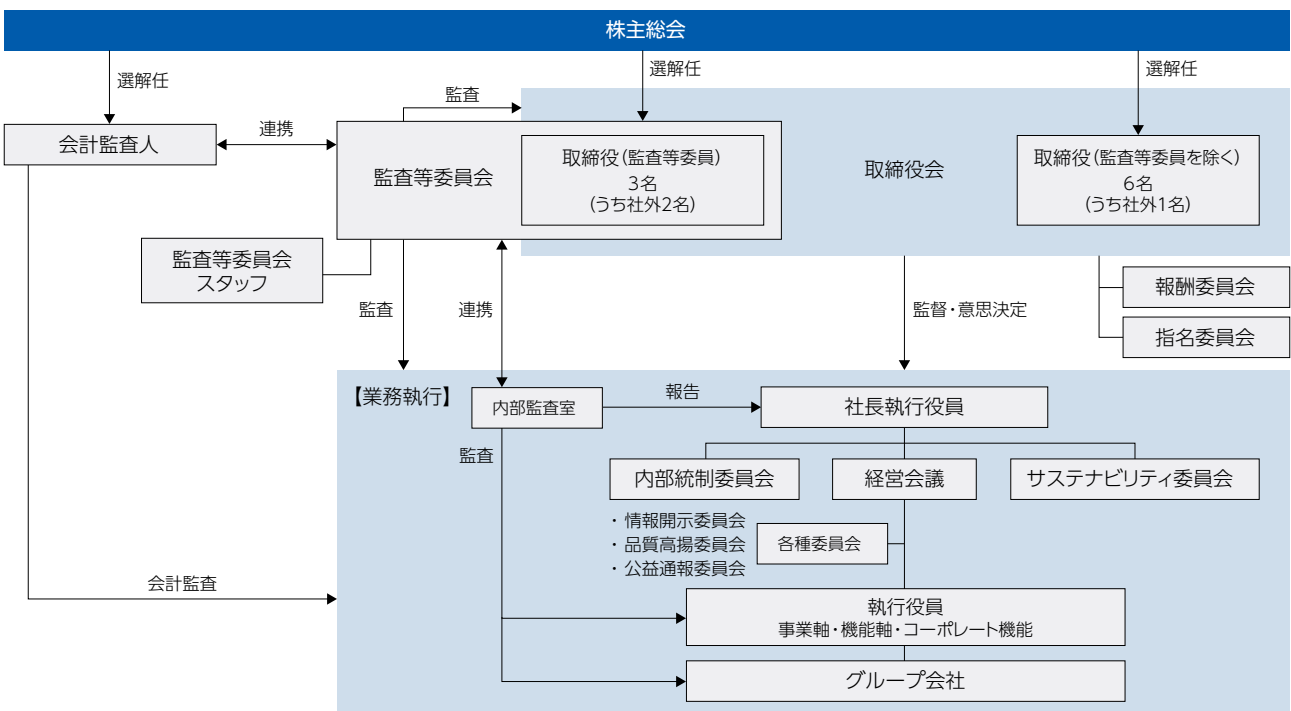 株主総会
選解任
選解任
選解任
監査
会計監査人
連携
監査等委員会
取締役(監査等委員)
3名
(うち社外2名)
取締役会
取締役(監査等委員を除く)
6名
(うち社外1名)
監査等委員会
スタッフ
監査
連携
監督・意思決定
報酬委員会
指名委員会
【業務執行】
内部監査室
報告
社長執行役員
監査
内部統制委員会
経営会議
サステナビリティ委員会
・情報開示委員会
・品質高揚委員会
・公益通報委員会
各種委員会
会計監査
執行役員
事業軸・機能軸・コーポレート機能
グループ会社